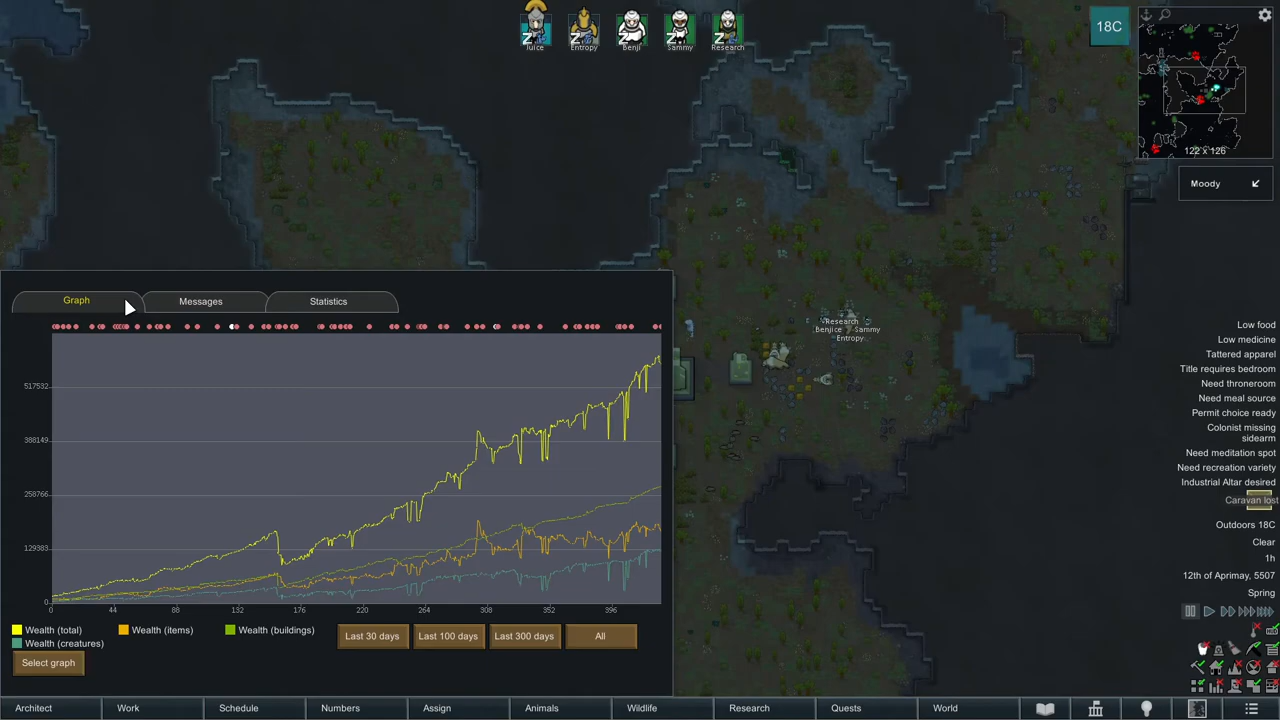 Juice
Entropy
Benji
Sammy
Research
18C
122 x 126
Moody
Graph
Messages
Statistics
517532
388149
258766
129383
0
0
44
88
132
176
220
264
308
352
396
Wealth (total)
Wealth (items)
Wealth (buildings)
Wealth (creatures)
Last 30 days
Last 100 days
Last 300 days
All
Select graph
Research
Benjice
Sammy
Entropy
Low food
Low medicine
Tattered apparel
Title requires bedroom
Need throneroom
Need meal source
Permit choice ready
Colonist missing
sidearm
Need meditation spot
Need recreation variety
Industrial Altar desired
Caravan lost
Outdoors 18C
Clear
1h
12th of Aprimay, 5507
Spring
Architect
Work
Schedule
Numbers
Assign
Animals
Wildlife
Research
Quests
World